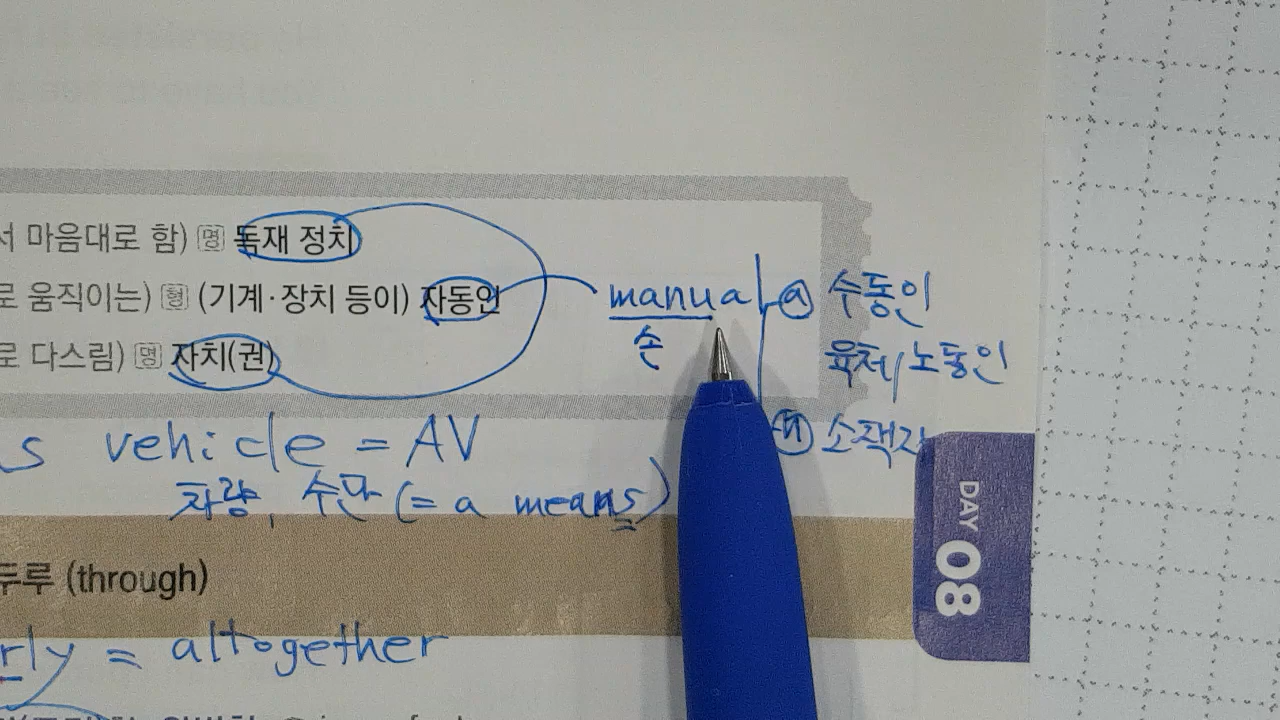 서 마음대로 함) 명 독재 정치
로 움직이는) 형 (기계·장치 등이) 자동인
manual ⓐ 수동인
손
육체/노동인
로 다스림) 명 자치(권)
ⓝ 소책자
s vehicle = AV
차량, 수단 (= a means)
두루 (through)
DAY 08
rly = altogether